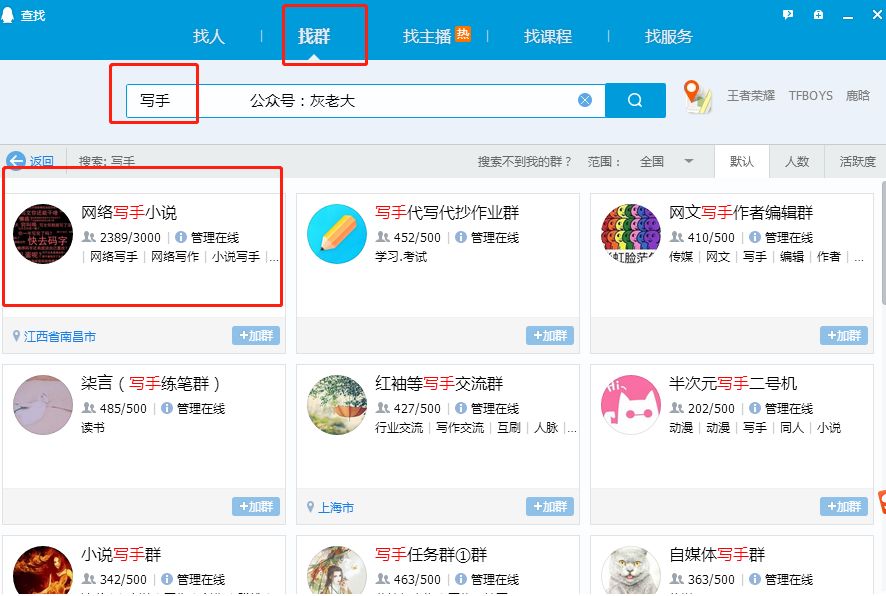 查找
找人 找群 找主播 热 找课程 找服务
写手 公众号：灰老大
王者荣耀 TFBOYS 鹿晗
返回 搜索: 写手 搜索不到我的群？ 范围： 全国 默认 人数 活跃度
网络写手小说
2389/3000 管理在线
网络写手 | 网络写作 | 小说写手 |...
江西省南昌市 +加群
写手代写代抄作业群
452/500 管理在线
学习.考试
+加群
网文写手作者编辑群
410/500 管理在线
传媒 | 网文 | 写手 | 编辑 | 作者 | ...
+加群
柒言（写手练笔群）
485/500 管理在线
读书
+加群
红袖等写手交流群
427/500 管理在线
行业交流 | 写作交流 | 互刷 | 人脉 |...
上海市 +加群
半次元写手二号机
202/500 管理在线
动漫 | 动漫 | 写手 | 同人 | 小说
+加群
小说写手群
342/500 管理在线
写手任务群①群
463/500 管理在线
自媒体写手群
363/500 管理在线
快去码字
Hi~